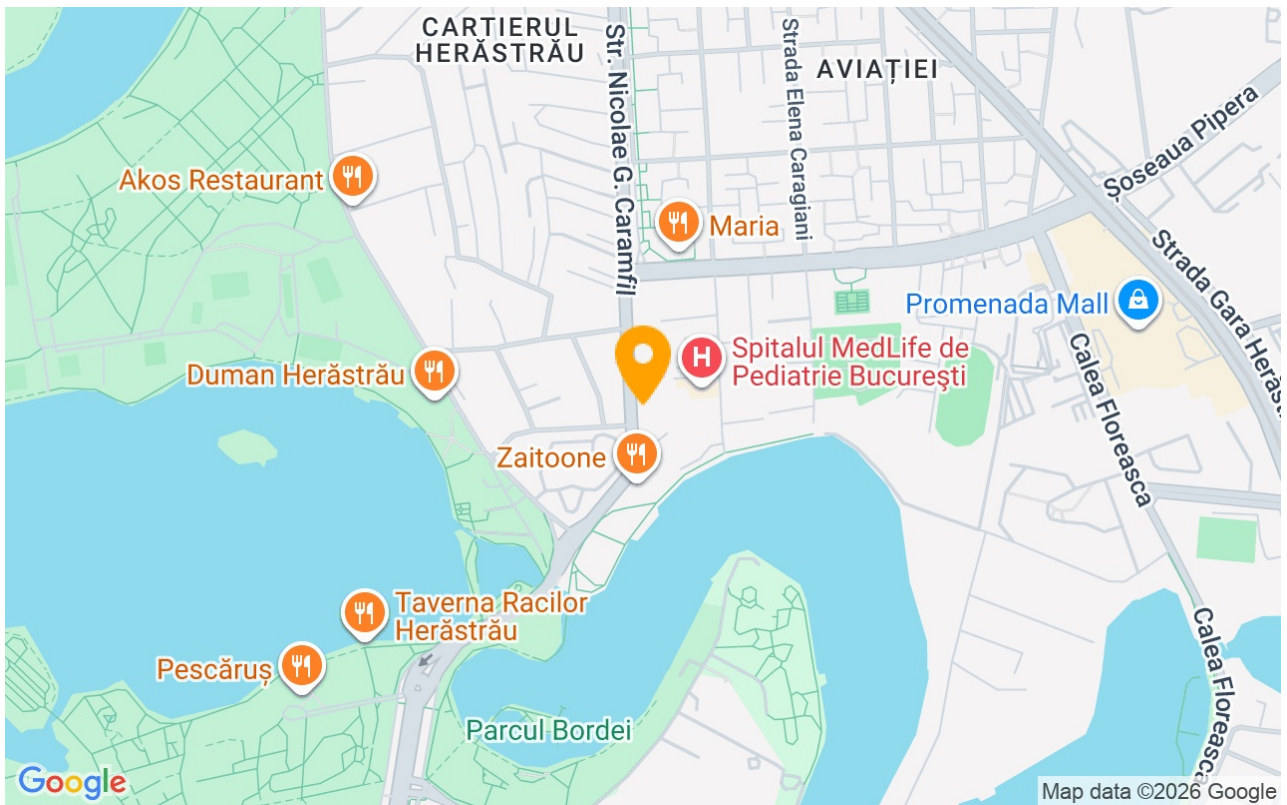 CARTIERUL
HERĂSTRĂU
Str. Nicolae G. Caramfil
Strada Elena Caragiani
AVIAȚIEI
Șoseaua Pipera
Akos Restaurant
Maria
Strada Gara Herăstr
Promenada Mall
Spitalul MedLife de
Pediatrie București
Duman Herăstrău
Calea Floreasca
Zaitoone
Taverna Racilor
Herăstrău
Pescăruș
Calea Floreasca
Parcul Bordei
Google
Map data ©2026 Google